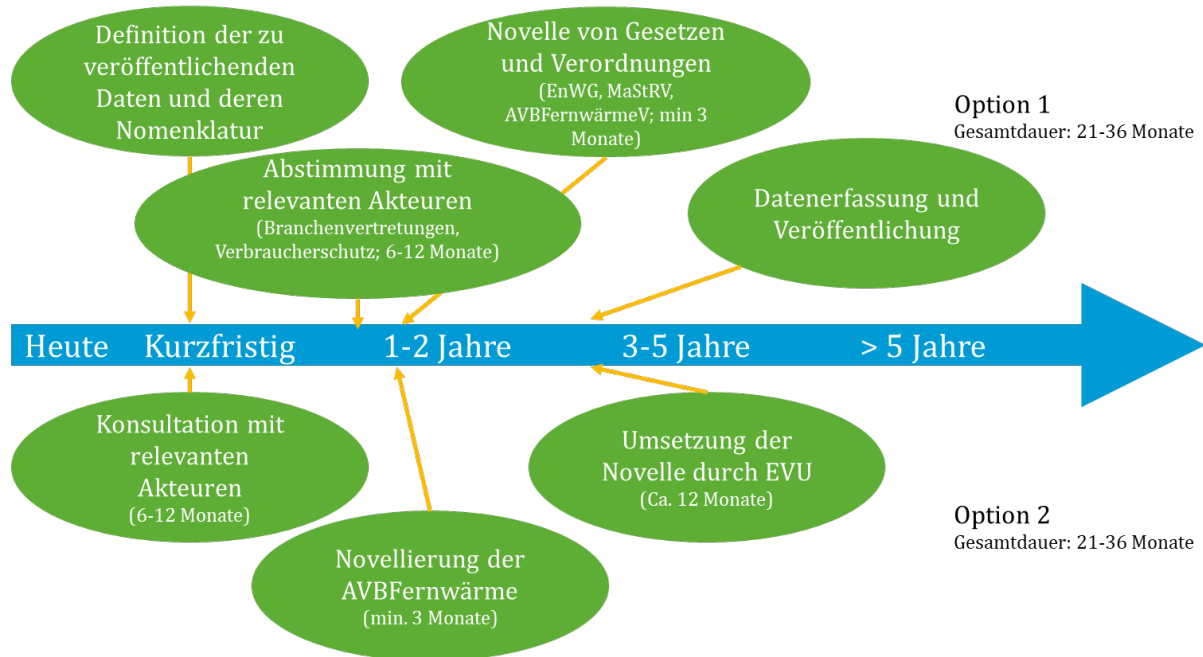 Definition der zu
veröffentlichenden
Daten und deren
Nomenklatur
Novelle von Gesetzen
und Verordnungen
(EnWG, MaStRV,
AVBFernwärmeV; min 3
Monate)
Option 1
Gesamtdauer: 21-36 Monate
Abstimmung mit
relevanten Akteuren
(Branchenvertretungen,
Verbraucherschutz; 6-12 Monate)
Datenerfassung und
Veröffentlichung
Heute Kurzfristig 1-2 Jahre 3-5 Jahre > 5 Jahre
Konsultation mit
relevanten
Akteuren
(6-12 Monate)
Umsetzung der
Novelle durch EVU
(Ca. 12 Monate)
Novellierung der
AVBFernwärme
(min. 3 Monate)
Option 2
Gesamtdauer: 21-36 Monate